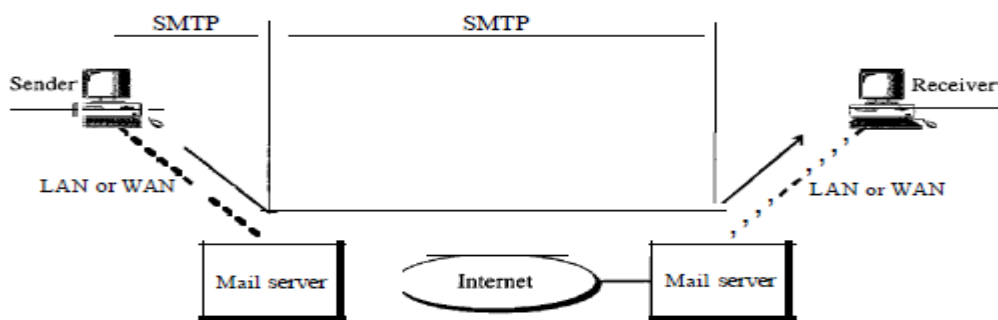 SMTP SMTP
Sender Receiver
LAN or WAN LAN or WAN
Mail server Internet Mail server